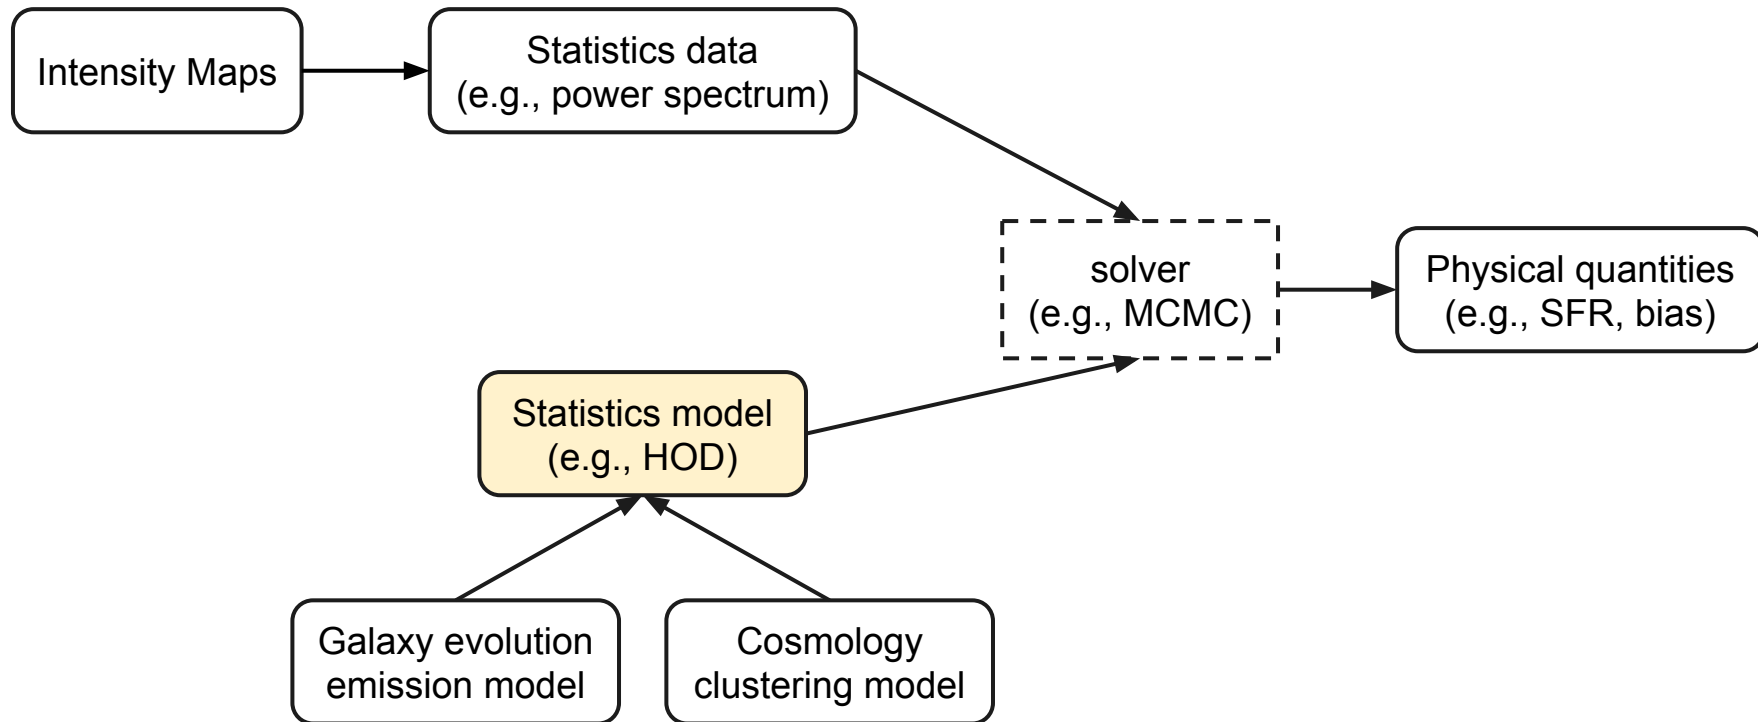 Intensity Maps
Statistics data
(e.g., power spectrum)
solver
(e.g., MCMC)
Physical quantities
(e.g., SFR, bias)
Statistics model
(e.g., HOD)
Galaxy evolution
emission model
Cosmology
clustering model